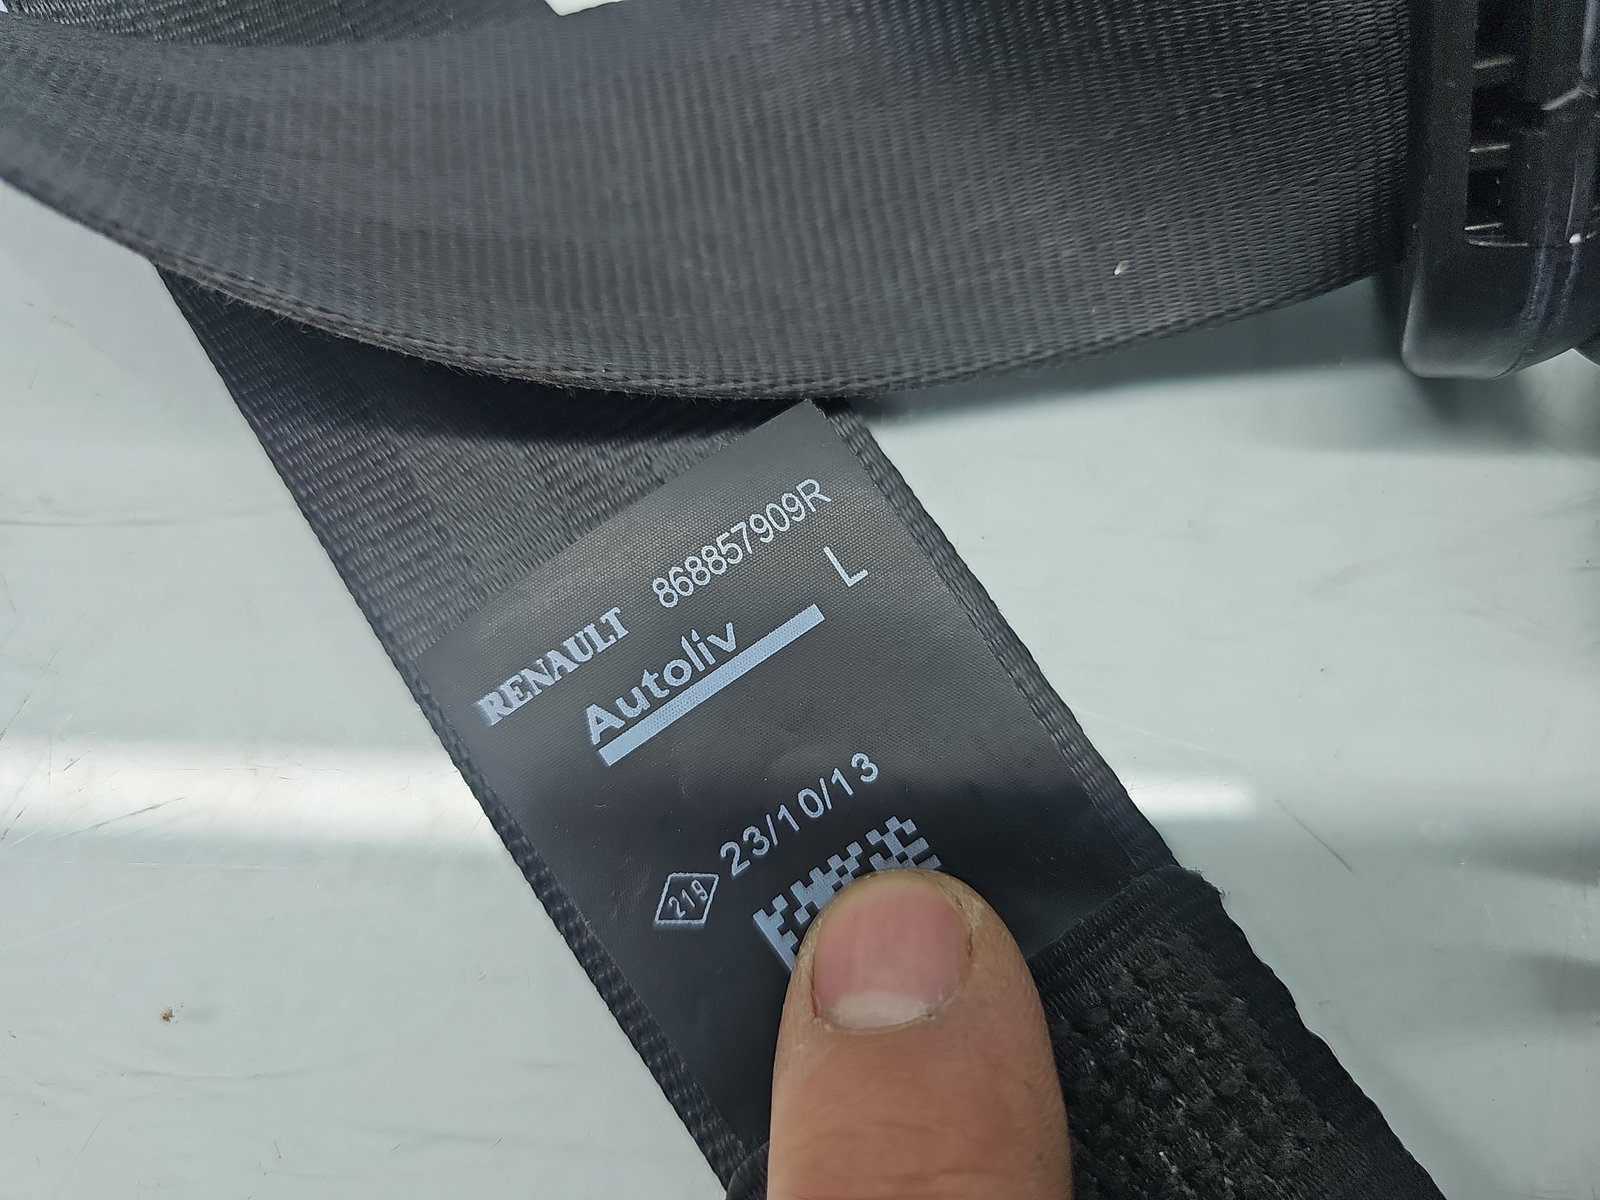 RENAULT 868857909R
Autoliv L
219 23/10/13